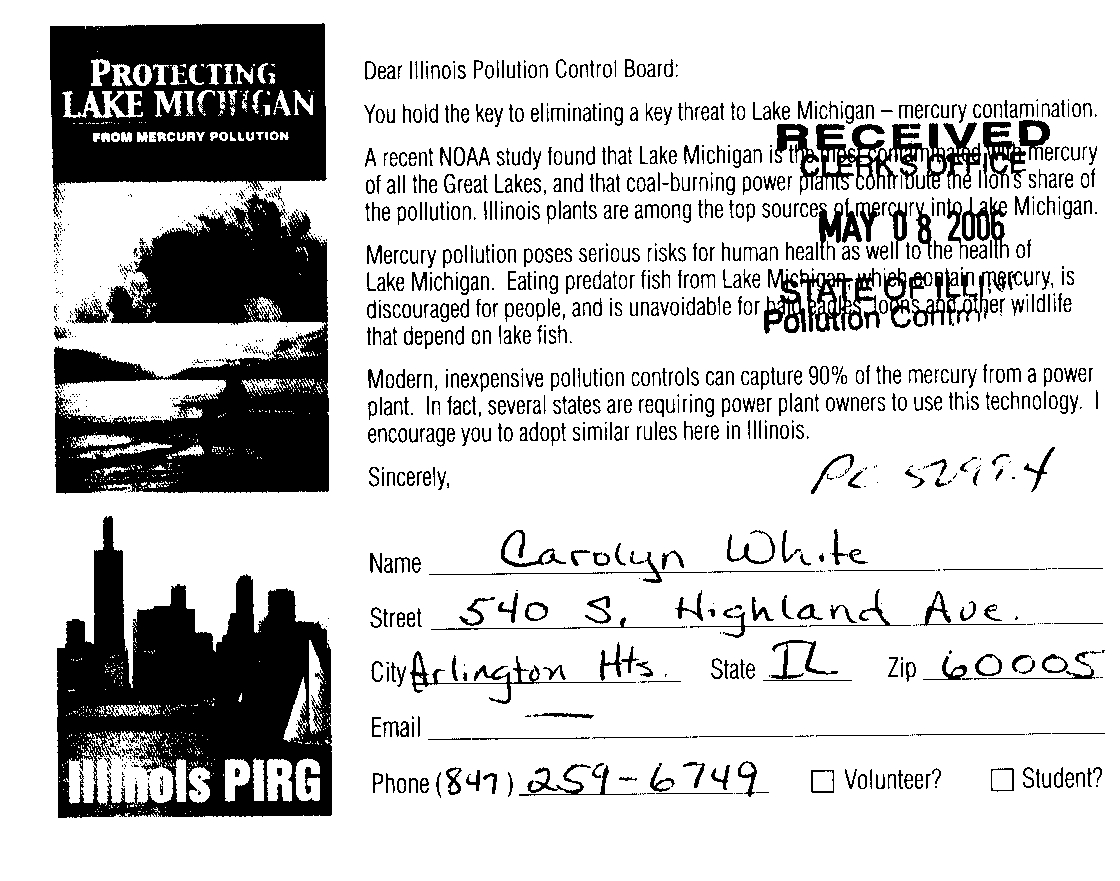 PROTECTING
LAKE MICHIGAN
FROM MERCURY POLLUTION
Dear Illinois Pollution Control Board:
You hold the key to eliminating a key threat to Lake Michigan – mercury contamination.
RECEIVED
CLERK'S OFFICE
MAY 08 2006
STATE OF ILLIN
Pollution Contr
A recent NOAA study found that Lake Michigan is the most contaminated with mercury
of all the Great Lakes, and that coal-burning power plants contribute the lion's share of
the pollution. Illinois plants are among the top sources of mercury into Lake Michigan.
Mercury pollution poses serious risks for human health as well to the health of
Lake Michigan. Eating predator fish from Lake Michigan, which contain mercury, is
discouraged for people, and is unavoidable for bald eagles, loons and other wildlife
that depend on lake fish.
Modern, inexpensive pollution controls can capture 90% of the mercury from a power
plant. In fact, several states are requiring power plant owners to use this technology. I
encourage you to adopt similar rules here in Illinois.
Sincerely,
PC 5299.4
Name Carolyn White
Street 540 S. Highland Ave.
City Arlington Hts. State IL Zip 60005
Email —
Phone (847) 259-6749 Volunteer? Student?
Illinois PIRG